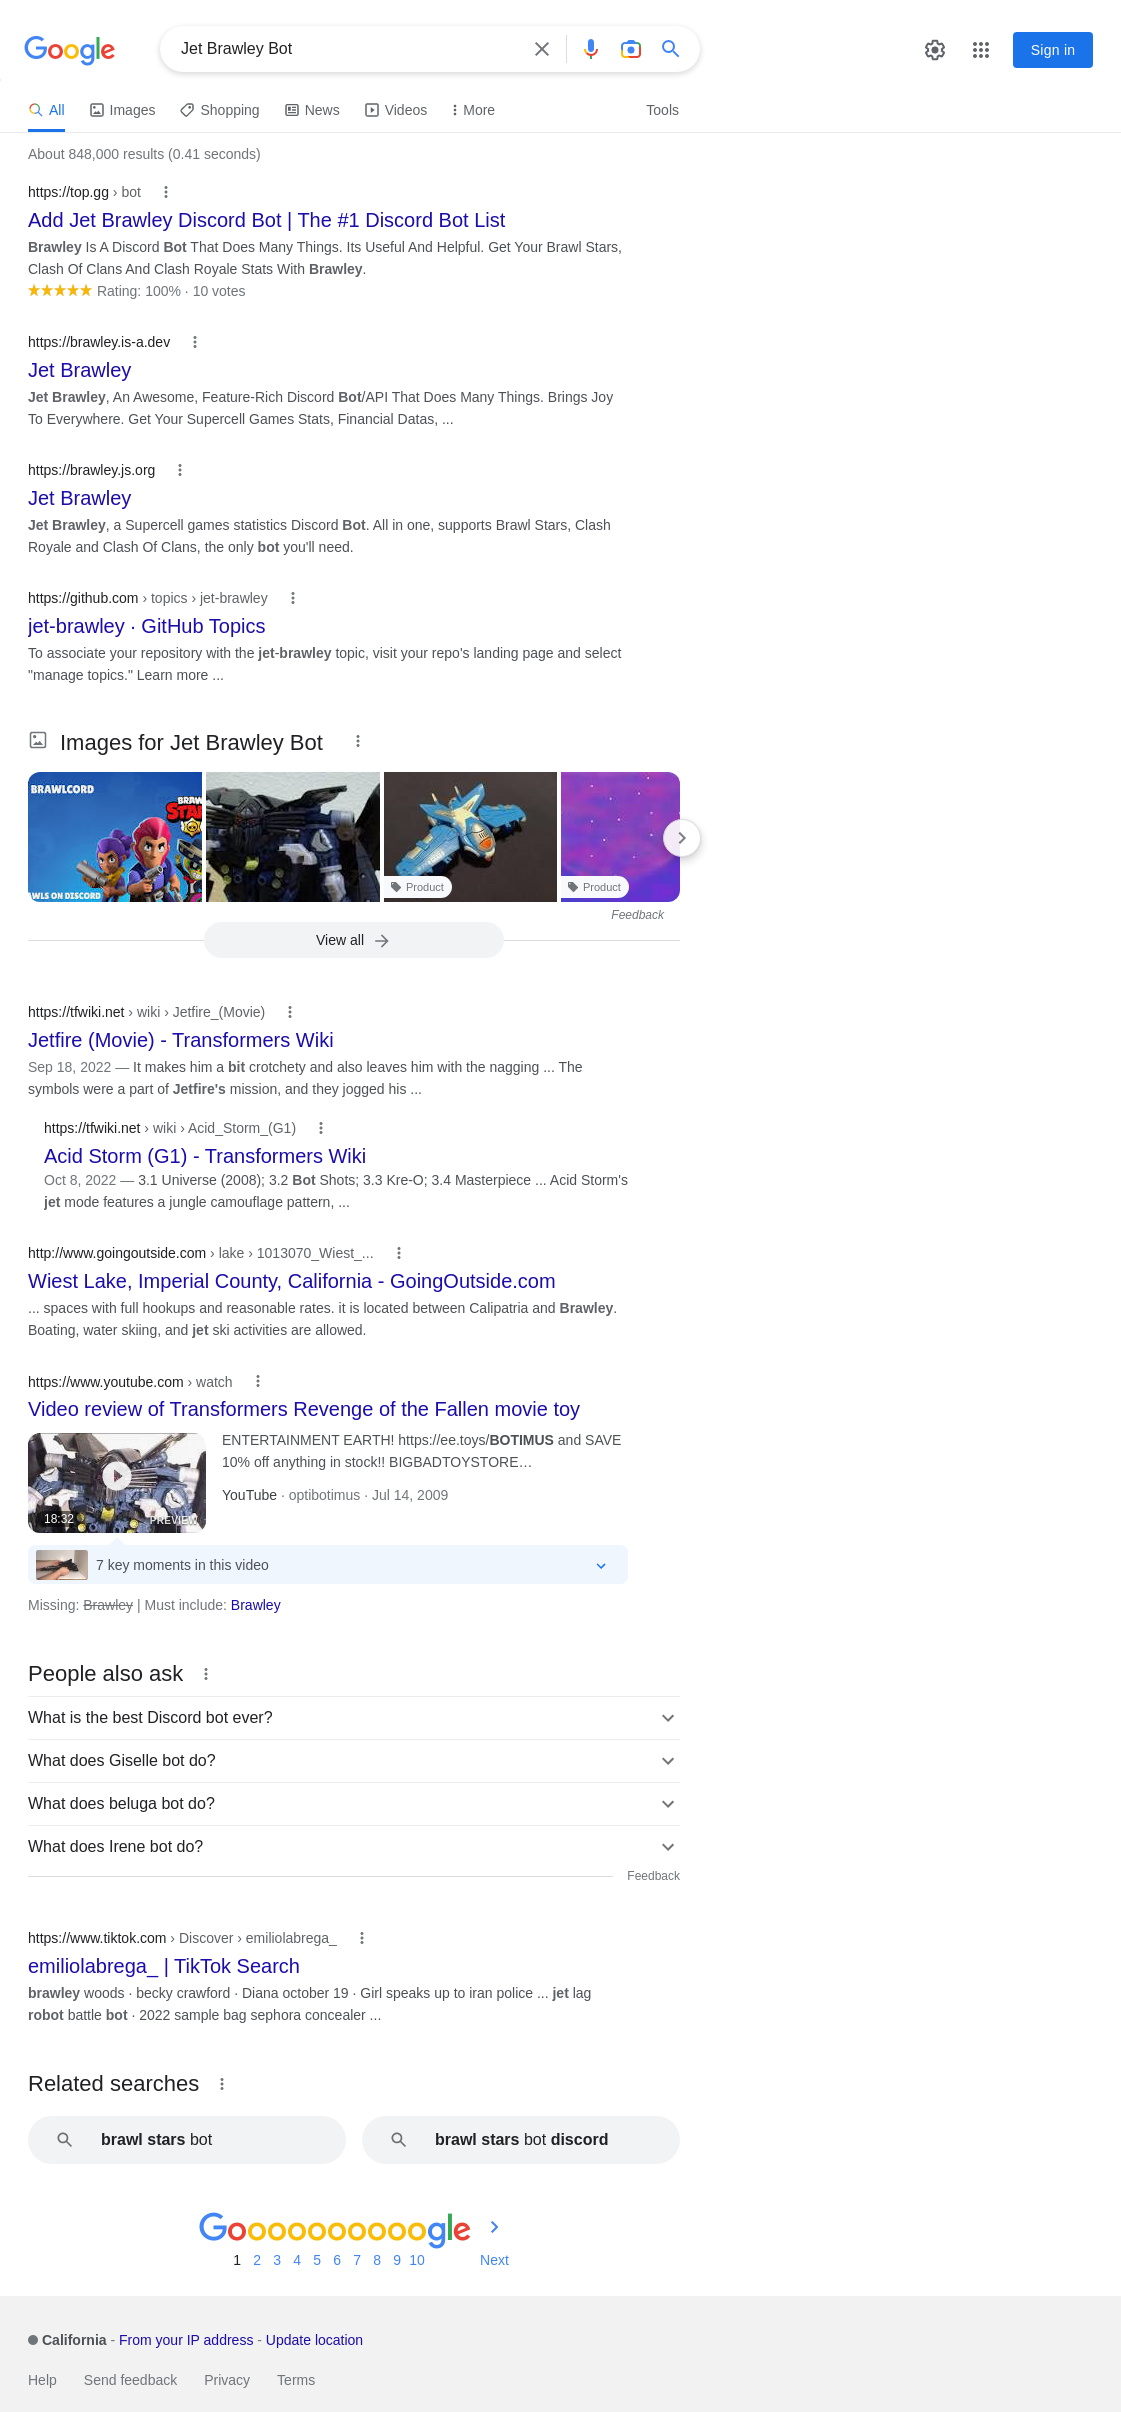 Google
Jet Brawley Bot
Sign in
All
Images
Shopping
News
Videos
More
Tools
About 848,000 results (0.41 seconds)
https://top.gg › bot
Add Jet Brawley Discord Bot | The #1 Discord Bot List
Brawley Is A Discord Bot That Does Many Things. Its Useful And Helpful. Get Your Brawl Stars,
Clash Of Clans And Clash Royale Stats With Brawley.
Rating: 100% · 10 votes
https://brawley.is-a.dev
Jet Brawley
Jet Brawley, An Awesome, Feature-Rich Discord Bot/API That Does Many Things. Brings Joy
To Everywhere. Get Your Supercell Games Stats, Financial Datas, ...
https://brawley.js.org
Jet Brawley
Jet Brawley, a Supercell games statistics Discord Bot. All in one, supports Brawl Stars, Clash
Royale and Clash Of Clans, the only bot you'll need.
https://github.com › topics › jet-brawley
jet-brawley · GitHub Topics
To associate your repository with the jet-brawley topic, visit your repo's landing page and select
"manage topics." Learn more ...
Images for Jet Brawley Bot
BRAWLCORD
BRAW
STA
AWLS ON DISCORD
Product
Product
Feedback
View all
https://tfwiki.net › wiki › Jetfire_(Movie)
Jetfire (Movie) - Transformers Wiki
Sep 18, 2022 — It makes him a bit crotchety and also leaves him with the nagging ... The
symbols were a part of Jetfire's mission, and they jogged his ...
https://tfwiki.net › wiki › Acid_Storm_(G1)
Acid Storm (G1) - Transformers Wiki
Oct 8, 2022 — 3.1 Universe (2008); 3.2 Bot Shots; 3.3 Kre-O; 3.4 Masterpiece ... Acid Storm's
jet mode features a jungle camouflage pattern, ...
http://www.goingoutside.com › lake › 1013070_Wiest_...
Wiest Lake, Imperial County, California - GoingOutside.com
... spaces with full hookups and reasonable rates. it is located between Calipatria and Brawley.
Boating, water skiing, and jet ski activities are allowed.
https://www.youtube.com › watch
Video review of Transformers Revenge of the Fallen movie toy
ENTERTAINMENT EARTH! https://ee.toys/BOTIMUS and SAVE
10% off anything in stock!! BIGBADTOYSTORE…
YouTube · optibotimus · Jul 14, 2009
18:32
PREVIEW
7 key moments in this video
Missing: Brawley | Must include: Brawley
People also ask
What is the best Discord bot ever?
What does Giselle bot do?
What does beluga bot do?
What does Irene bot do?
Feedback
https://www.tiktok.com › Discover › emiliolabrega_
emiliolabrega_ | TikTok Search
brawley woods · becky crawford · Diana october 19 · Girl speaks up to iran police ... jet lag
robot battle bot · 2022 sample bag sephora concealer ...
Related searches
brawl stars bot
brawl stars bot discord
Goooooooooogle
1 2 3 4 5 6 7 8 9 10 Next
California - From your IP address - Update location
Help
Send feedback
Privacy
Terms